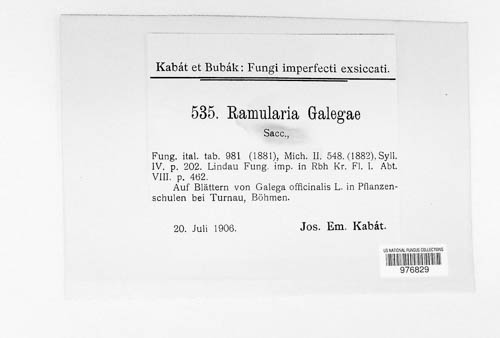 Kabát et Bubák: Fungi imperfecti exsiccati.
535. Ramularia Galegae
Sacc.,
Fung. ital. tab. 981 (1881), Mich. II. 548. (1882). Syll.
IV. p. 202. Lindau Fung. imp. in Rbh Kr. Fl. I. Abt.
VIII. p. 462.
Auf Blättern von Galega officinalis L. in Pflanzen-
schulen bei Turnau, Böhmen.
20. Juli 1906. Jos. Em. Kabát.
US NATIONAL FUNGUS COLLECTIONS
976829